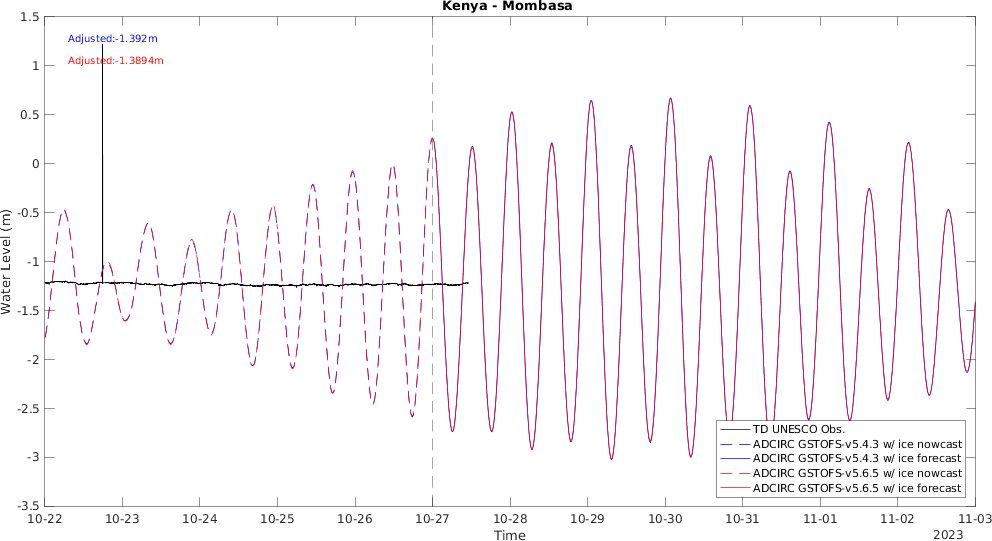 Kenya - Mombasa
Adjusted:-1.392m
Adjusted:-1.3894m
Water Level (m)
1.5
1
0.5
0
-0.5
-1
-1.5
-2
-2.5
-3
-3.5
TD UNESCO Obs.
ADCIRC GSTOFS-v5.4.3 w/ ice nowcast
ADCIRC GSTOFS-v5.4.3 w/ ice forecast
ADCIRC GSTOFS-v5.6.5 w/ ice nowcast
ADCIRC GSTOFS-v5.6.5 w/ ice forecast
10-22 10-23 10-24 10-25 10-26 10-27 10-28 10-29 10-30 10-31 11-01 11-02 11-03
Time
2023